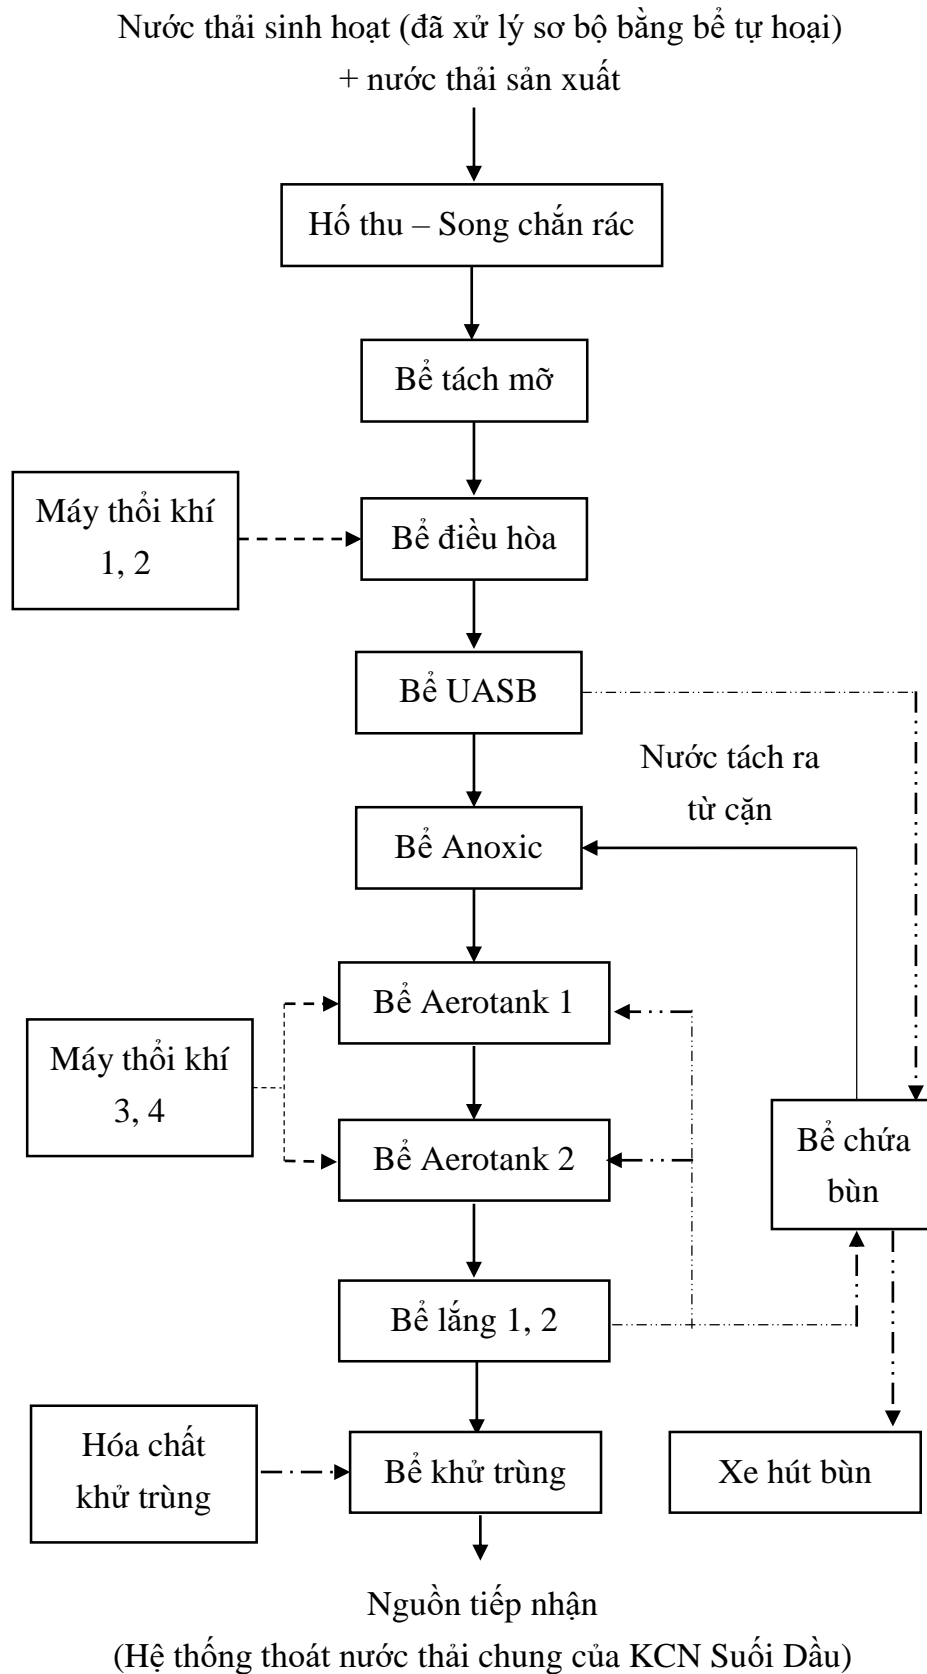 Nước thải sinh hoạt (đã xử lý sơ bộ bằng bể tự hoại)
+ nước thải sản xuất
Hố thu – Song chắn rác
Bể tách mỡ
Máy thổi khí
1, 2
Bể điều hòa
Bể UASB
Nước tách ra
từ cặn
Bể Anoxic
Bể Aerotank 1
Máy thổi khí
3, 4
Bể Aerotank 2
Bể chứa
bùn
Bể lắng 1, 2
Hóa chất
khử trùng
Bể khử trùng
Xe hút bùn
Nguồn tiếp nhận
(Hệ thống thoát nước thải chung của KCN Suối Dầu)